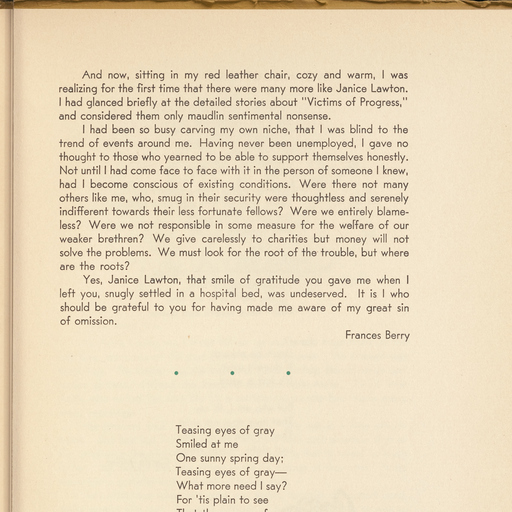 And now, sitting in my red leather chair, cozy and warm, I was
realizing for the first time that there were many more like Janice Lawton.
I had glanced briefly at the detailed stories about "Victims of Progress,"
and considered them only maudlin sentimental nonsense.
I had been so busy carving my own niche, that I was blind to the
trend of events around me. Having never been unemployed, I gave no
thought to those who yearned to be able to support themselves honestly.
Not until I had come face to face with it in the person of someone I knew,
had I become conscious of existing conditions. Were there not many
others like me, who, smug in their security were thoughtless and serenely
indifferent towards their less fortunate fellows? Were we entirely blame-
less? Were we not responsible in some measure for the welfare of our
weaker brethren? We give carelessly to charities but money will not
solve the problems. We must look for the root of the trouble, but where
are the roots?
Yes, Janice Lawton, that smile of gratitude you gave me when I
left you, snugly settled in a hospital bed, was undeserved. It is I who
should be grateful to you for having made me aware of my great sin
of omission.
Frances Berry
Teasing eyes of gray
Smiled at me
One sunny spring day;
Teasing eyes of gray—
What more need I say?
For 'tis plain to see